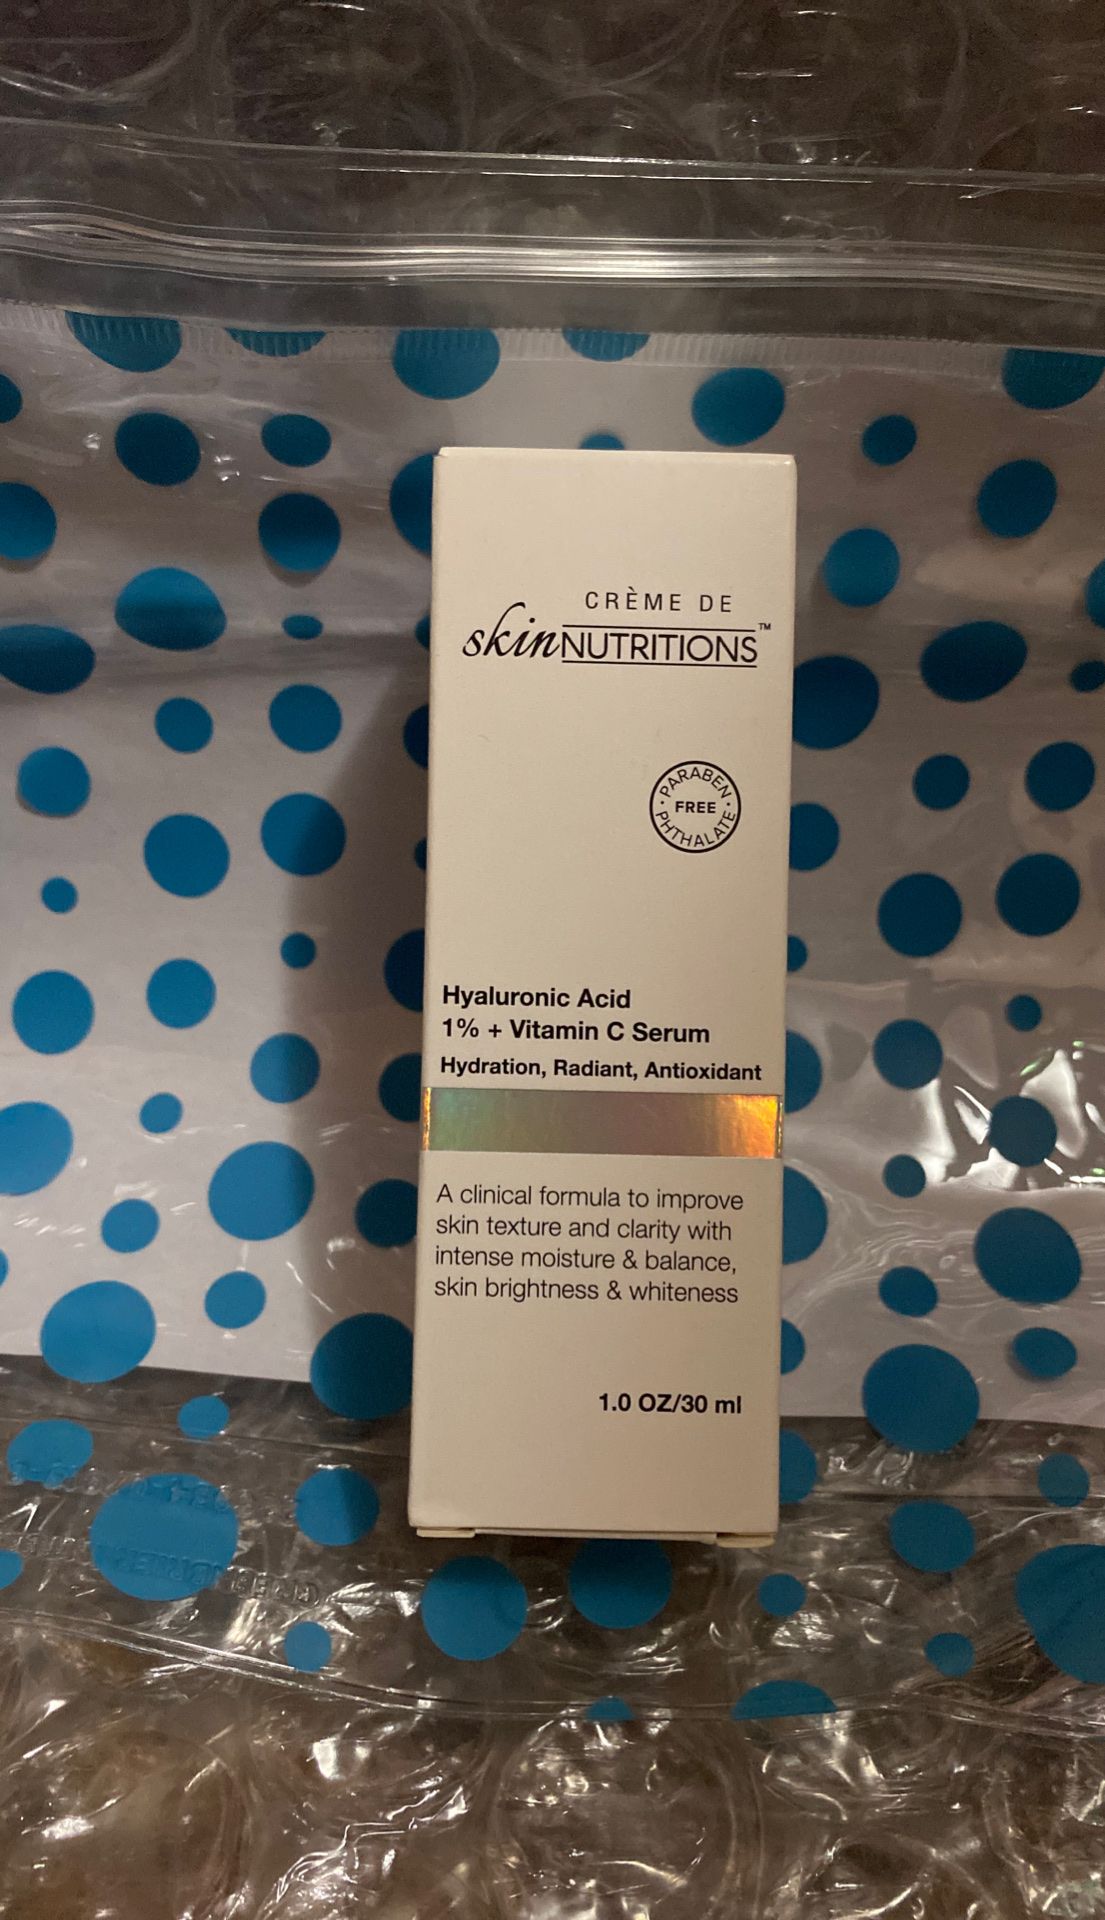 CRÈME DE
skinNUTRITIONS™
PARABEN
FREE
PHTHALATE
Hyaluronic Acid
1% + Vitamin C Serum
Hydration, Radiant, Antioxidant
A clinical formula to improve
skin texture and clarity with
intense moisture & balance,
skin brightness & whiteness
1.0 OZ/30 ml